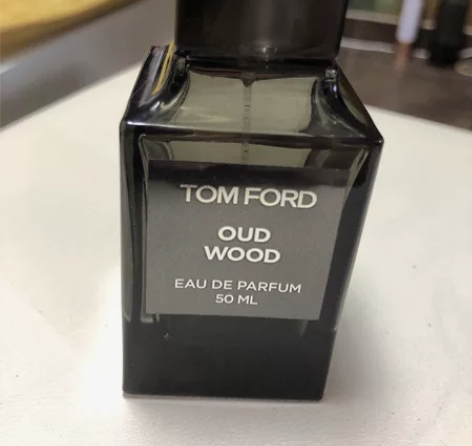 TOM FORD
OUD
WOOD
EAU DE PARFUM
50 ML